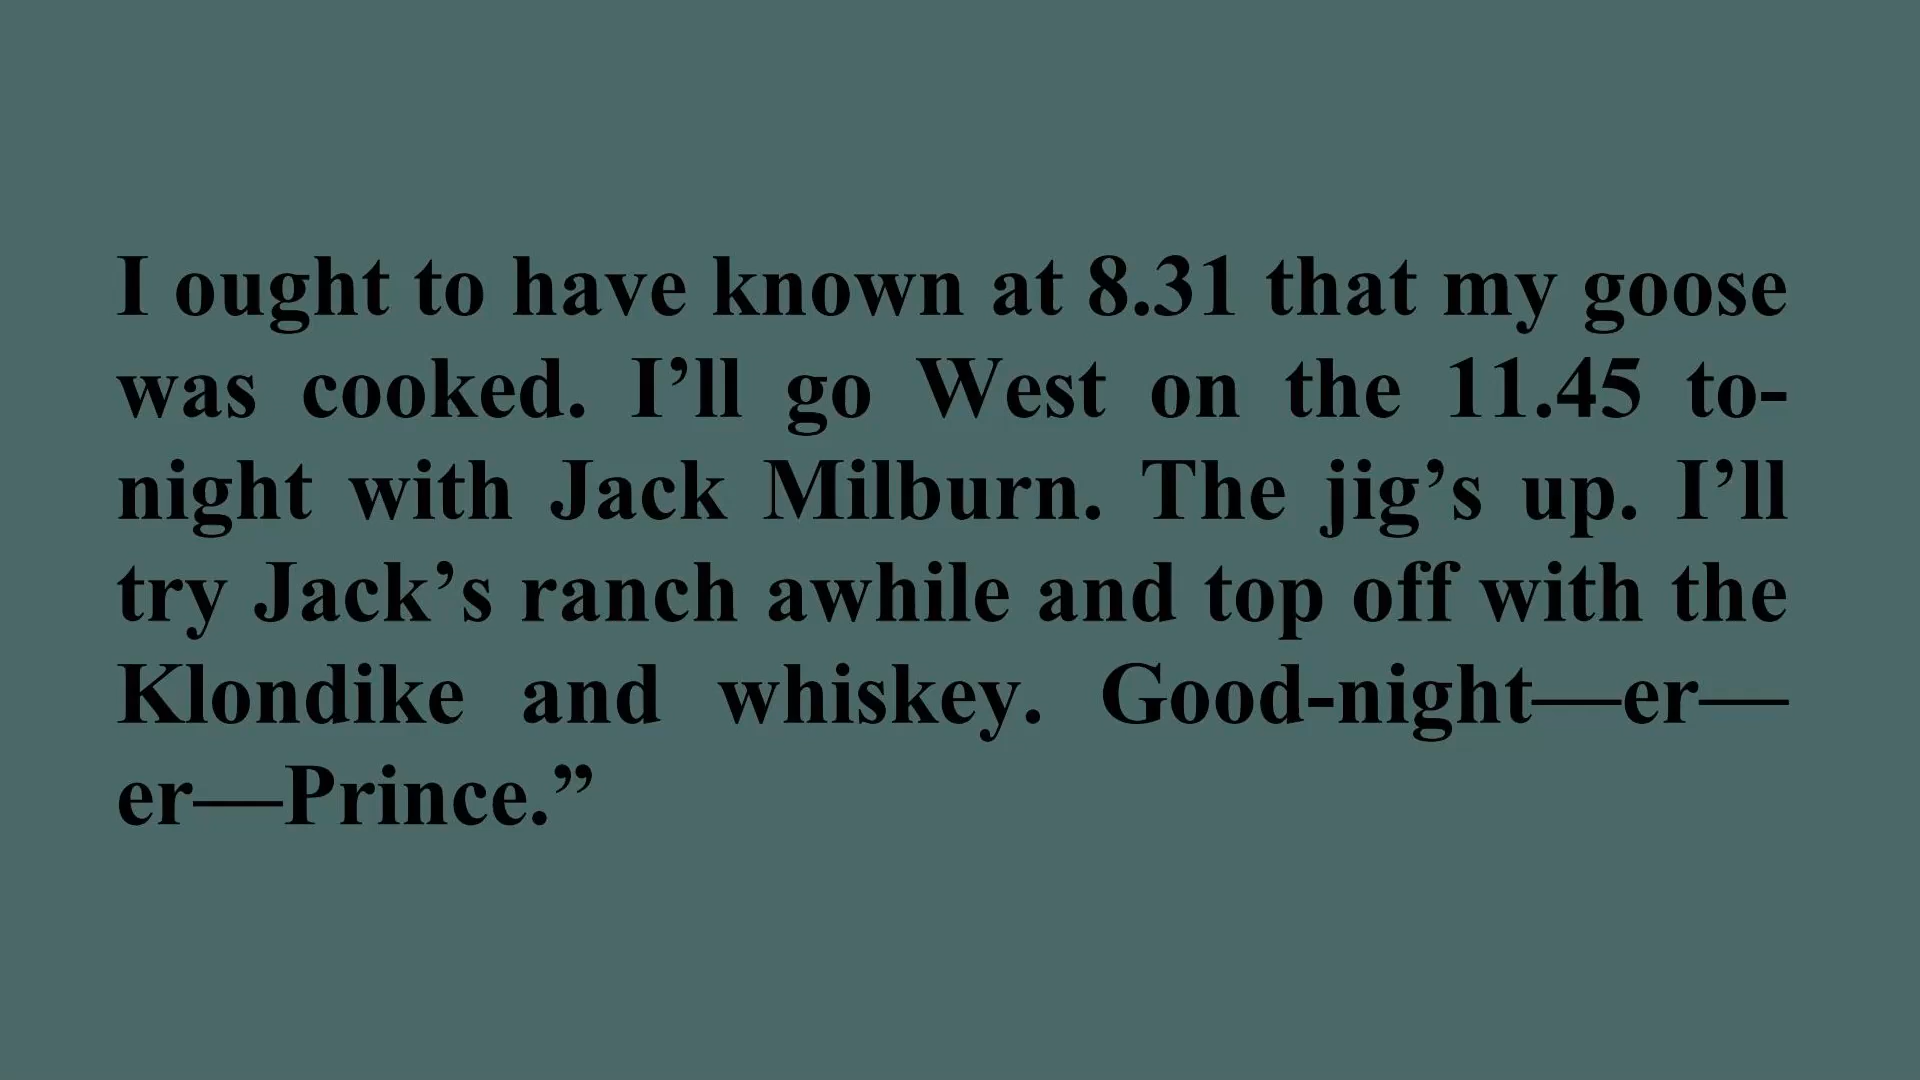 I ought to have known at 8.31 that my goose
was cooked. I’ll go West on the 11.45 to-
night with Jack Milburn. The jig’s up. I’ll
try Jack’s ranch awhile and top off with the
Klondike and whiskey. Good-night—er—
er—Prince.”